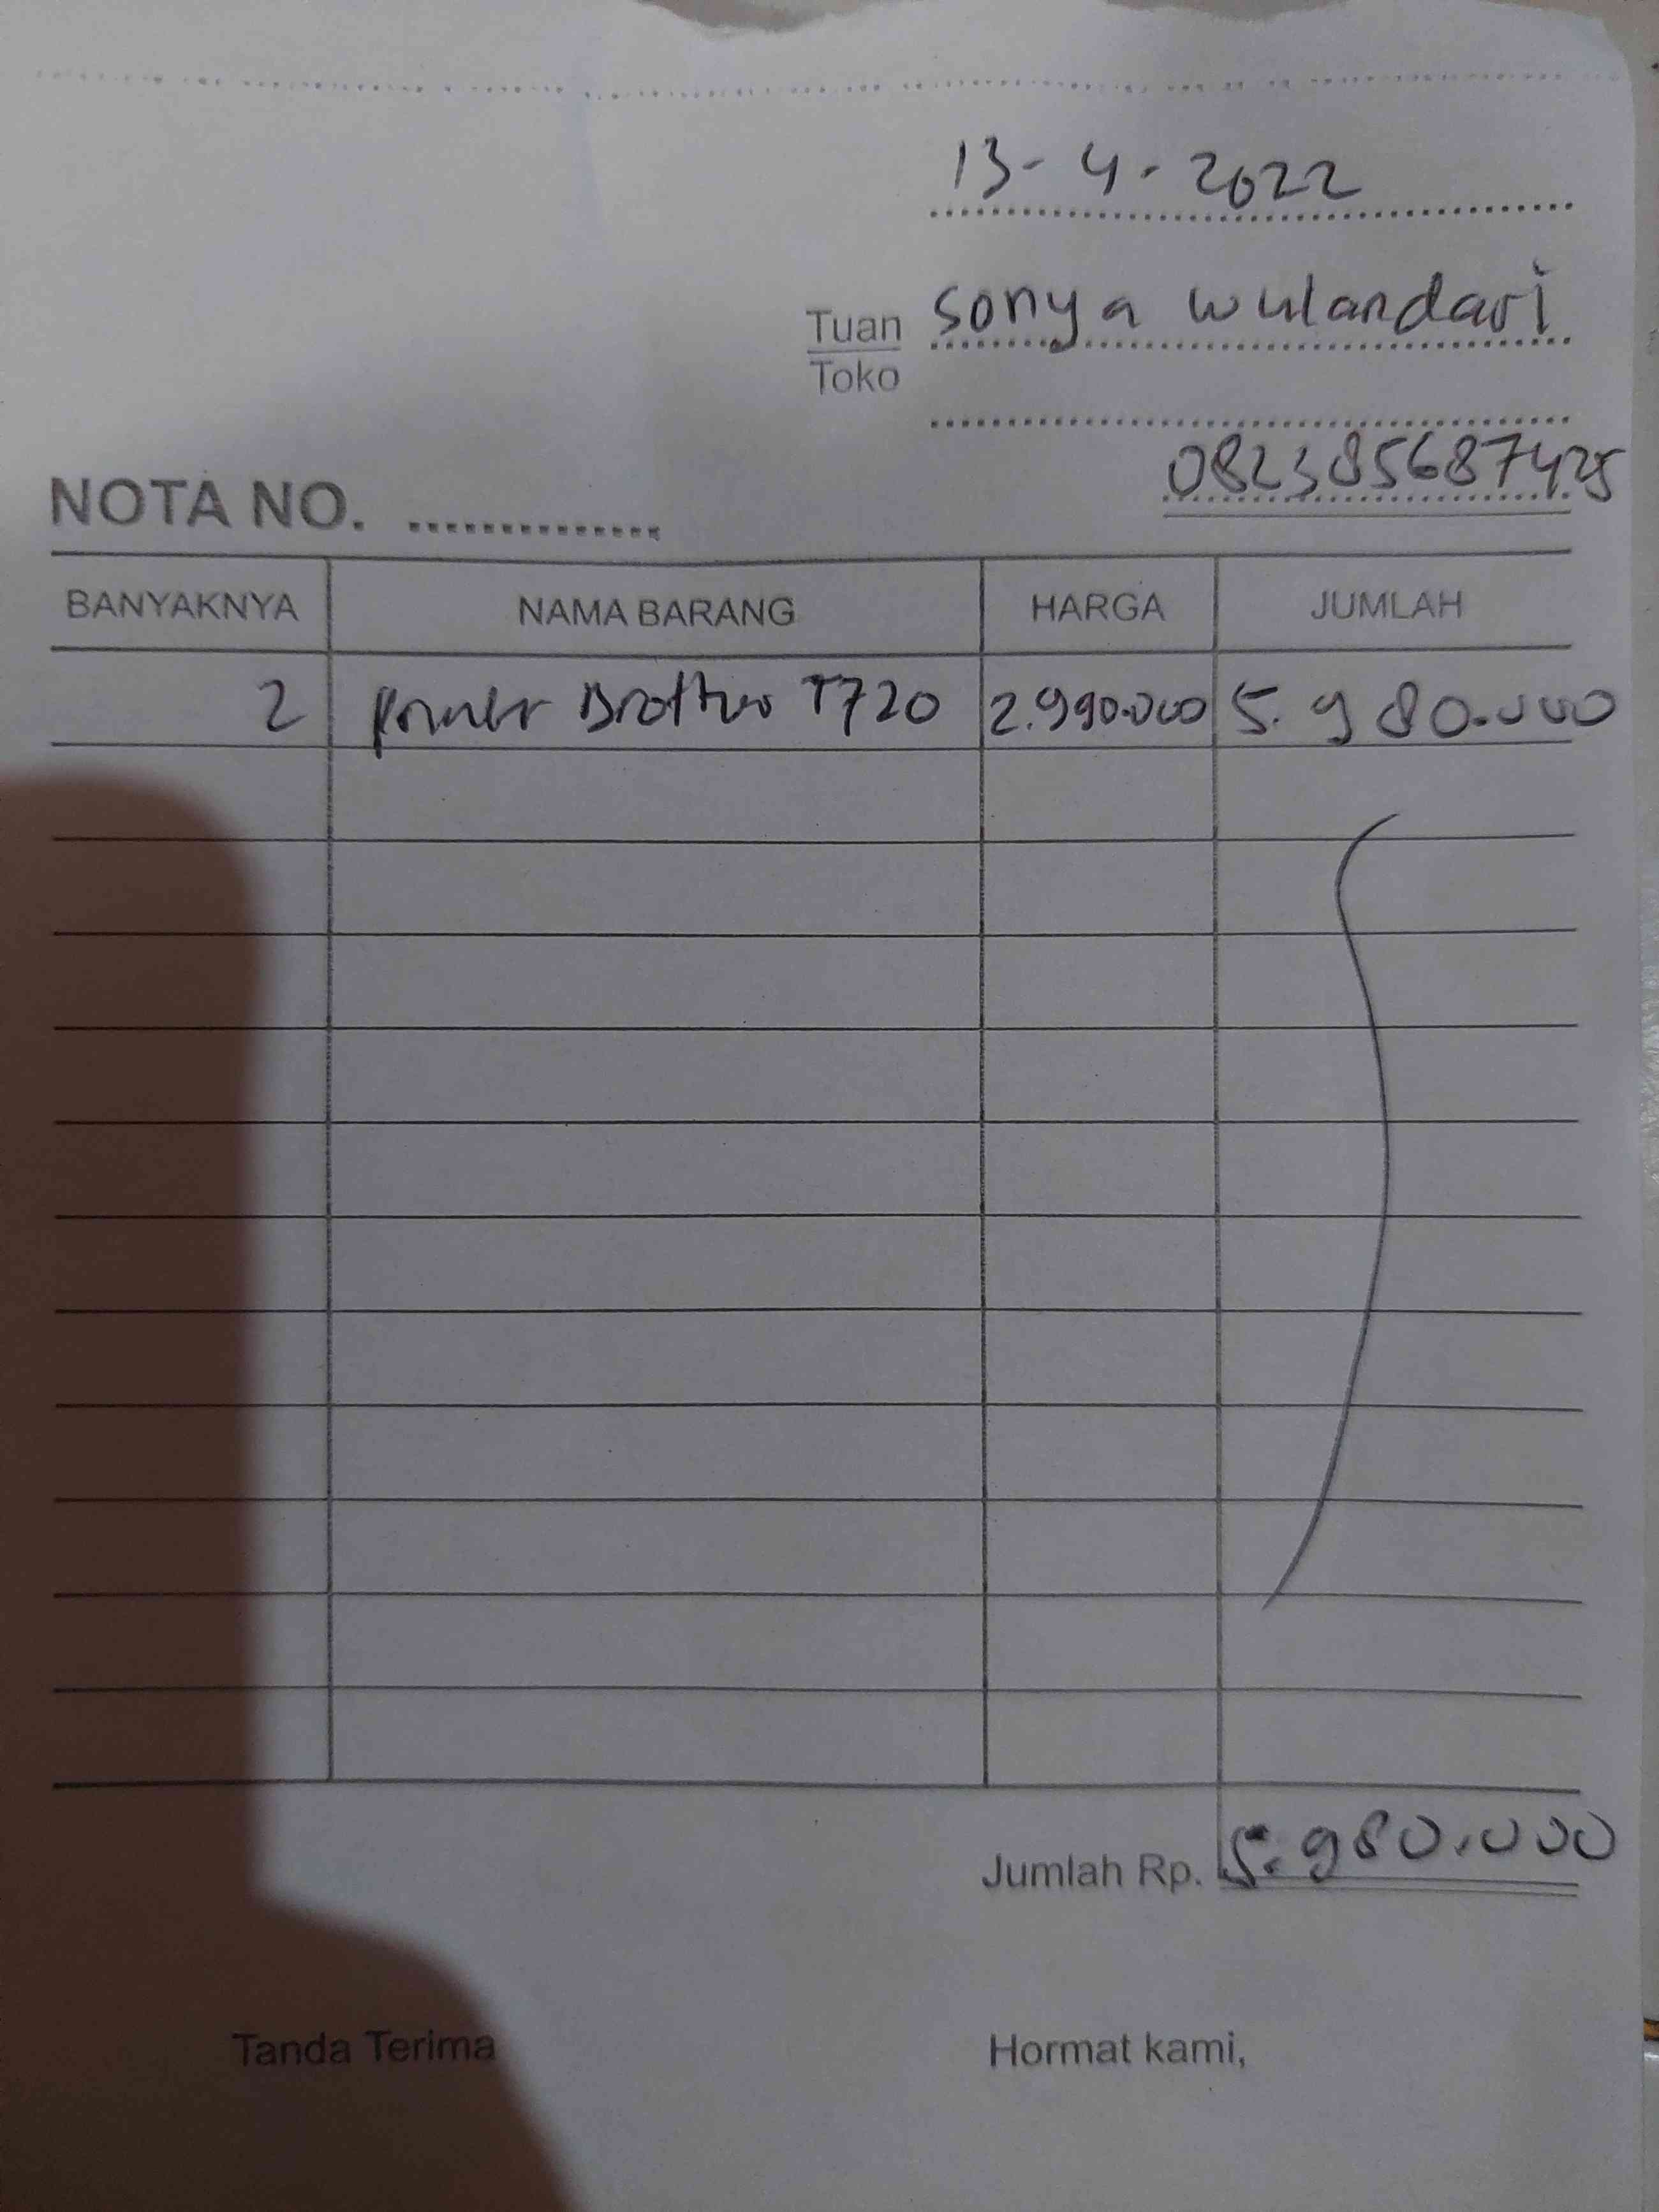 13-4-2022
Tuan sonya wulandari
Toko
082385687425
NOTA NO. ..............
BANYAKNYA NAMA BARANG HARGA JUMLAH
2 Printer Brother T720 2.990.000 5.980.000
Jumlah Rp. 5.980.000
Tanda Terima Hormat kami,